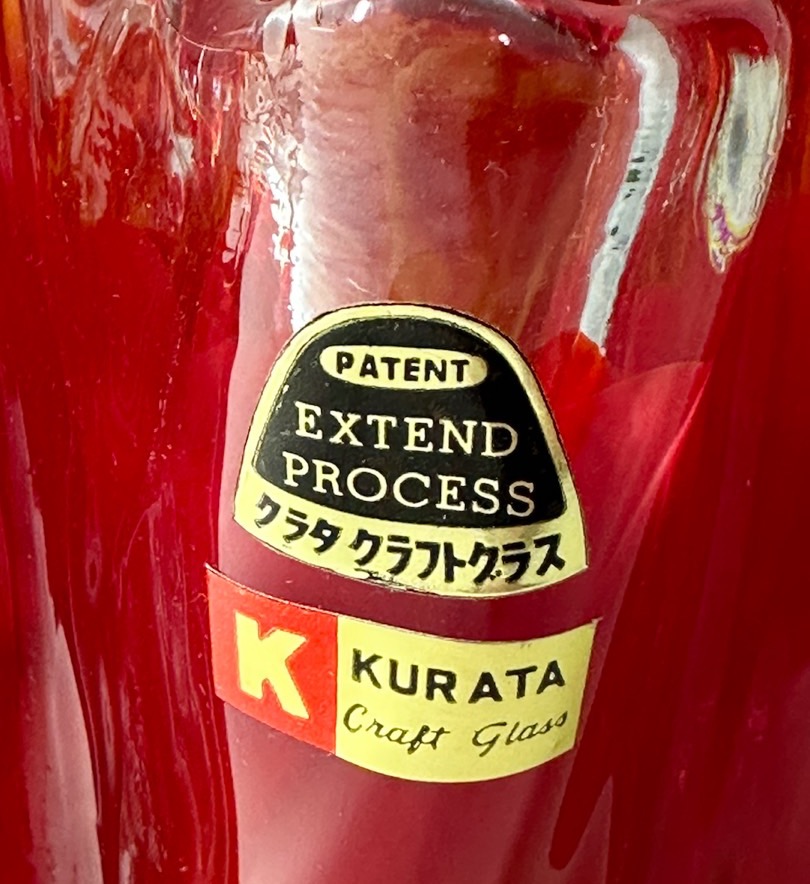 PATENT
EXTEND
PROCESS
クラタ クラフトグラス
K
KURATA
Craft Glass